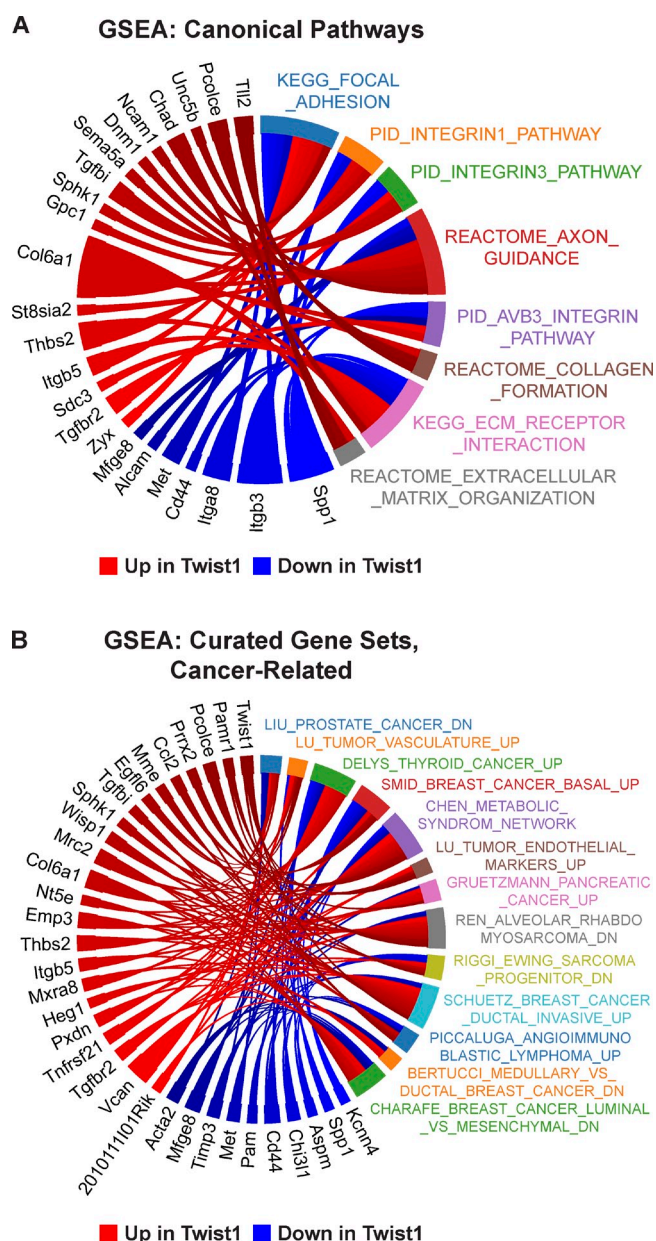 A
GSEA: Canonical Pathways
Tll2
Pcolce
Unc5b
Chad
Ncam1
Dnm1
Sema5a
Tgfbi
Sphk1
Gpc1
Col6a1
St8sia2
Thbs2
Itgb5
Sdc3
Tgfbr2
Zyx
Mfge8
Alcam
Met
Cd44
Itga8
Itgb3
Spp1
KEGG_FOCAL
_ADHESION
PID_INTEGRIN1_PATHWAY
PID_INTEGRIN3_PATHWAY
REACTOME_AXON_
GUIDANCE
PID_AVB3_INTEGRIN
_PATHWAY
REACTOME_COLLAGEN
_FORMATION
KEGG_ECM_RECEPTOR
_INTERACTION
REACTOME_EXTRACELLULAR
_MATRIX_ORGANIZATION
Up in Twist1 Down in Twist1
B
GSEA: Curated Gene Sets,
Cancer-Related
Twist1
Pamr1
Pcolce
Prrx2
Ccl2
Mme
Egfl6
Tgfbi
Sphk1
Wisp1
Mrc2
Col6a1
Nt5e
Emp3
Thbs2
Itgb5
Mxra8
Heg1
Pxdn
Tnfrsf21
Tgfbr2
Vcan
2010111I01Rik
Acta2
Mfge8
Timp3
Met
Pam
Cd44
Chi3l1
Aspm
Spp1
Kcnn4
LIU_PROSTATE_CANCER_DN
LU_TUMOR_VASCULATURE_UP
DELYS_THYROID_CANCER_UP
SMID_BREAST_CANCER_BASAL_UP
CHEN_METABOLIC_
SYNDROM_NETWORK
LU_TUMOR_ENDOTHELIAL_
MARKERS_UP
GRUETZMANN_PANCREATIC
_CANCER_UP
REN_ALVEOLAR_RHABDO
MYOSARCOMA_DN
RIGGI_EWING_SARCOMA
_PROGENITOR_DN
SCHUETZ_BREAST_CANCER
_DUCTAL_INVASIVE_UP
PICCALUGA_ANGIOIMMUNO
BLASTIC_LYMPHOMA_UP
BERTUCCI_MEDULLARY_VS_
DUCTAL_BREAST_CANCER_DN
CHARAFE_BREAST_CANCER_LUMINAL
_VS_MESENCHYMAL_DN
Up in Twist1 Down in Twist1